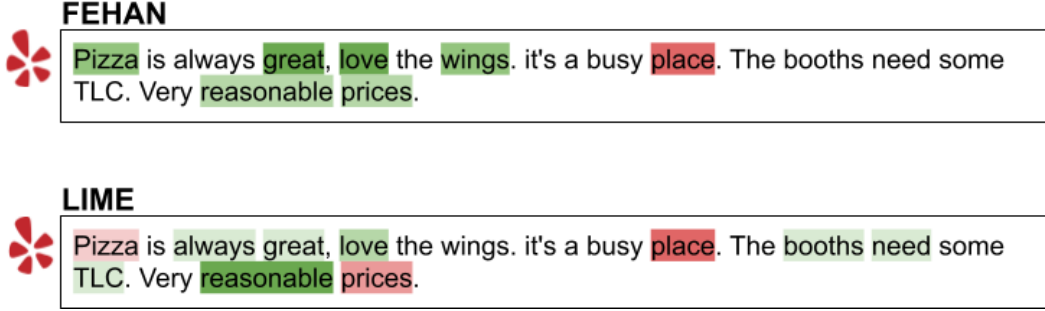 FEHAN
Pizza is always great, love the wings. it's a busy place. The booths need some
TLC. Very reasonable prices.
LIME
Pizza is always great, love the wings. it's a busy place. The booths need some
TLC. Very reasonable prices.